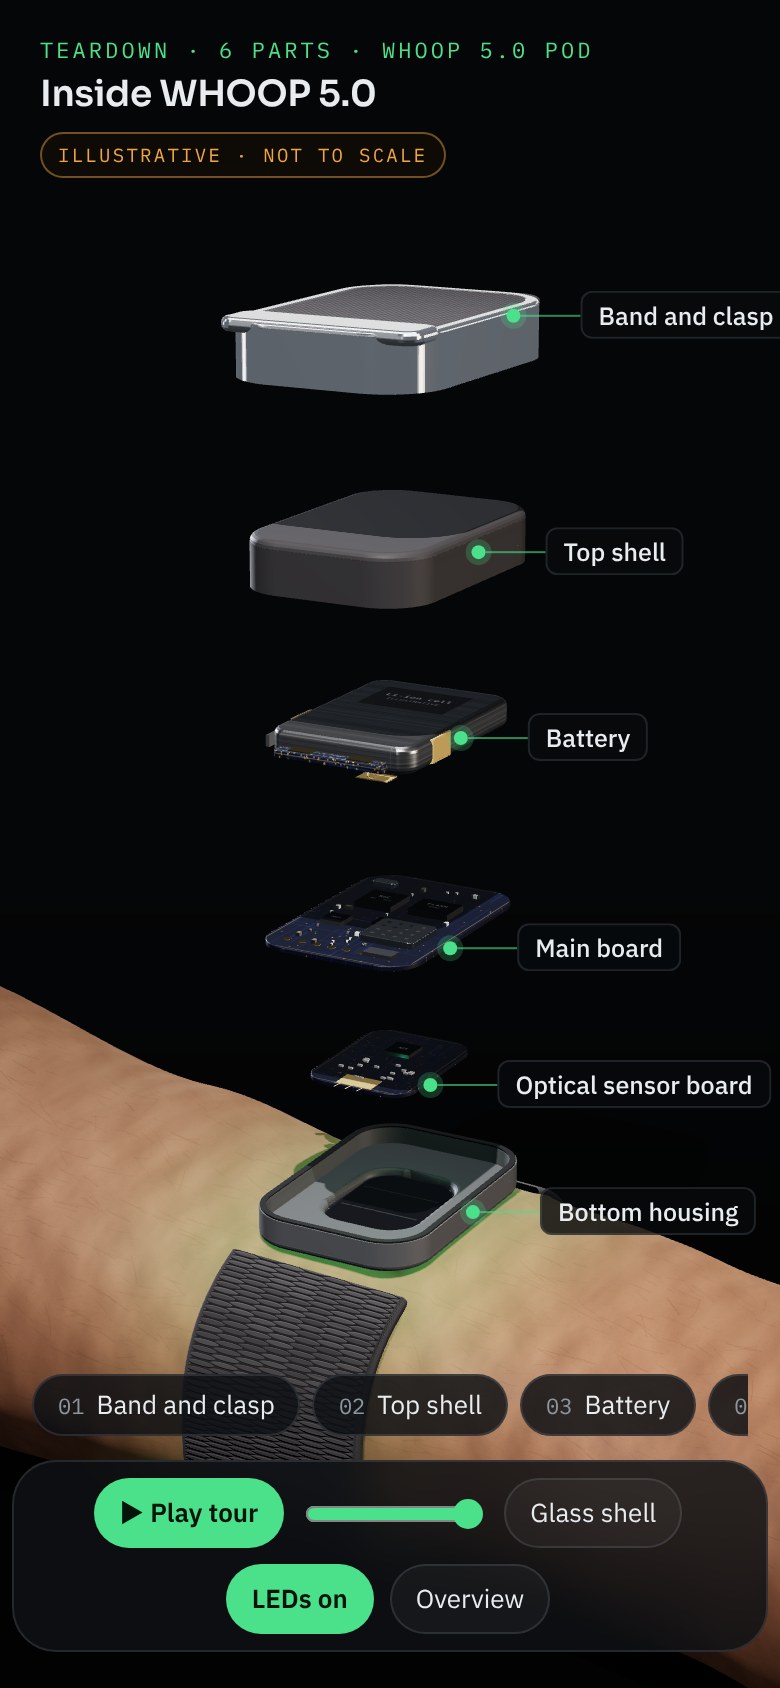 TEARDOWN · 6 PARTS · WHOOP 5.0 POD
Inside WHOOP 5.0
ILLUSTRATIVE · NOT TO SCALE
Band and clasp
Top shell
Battery
Main board
Optical sensor board
Bottom housing
01 Band and clasp
02 Top shell
03 Battery
0
▶ Play tour
Glass shell
LEDs on
Overview